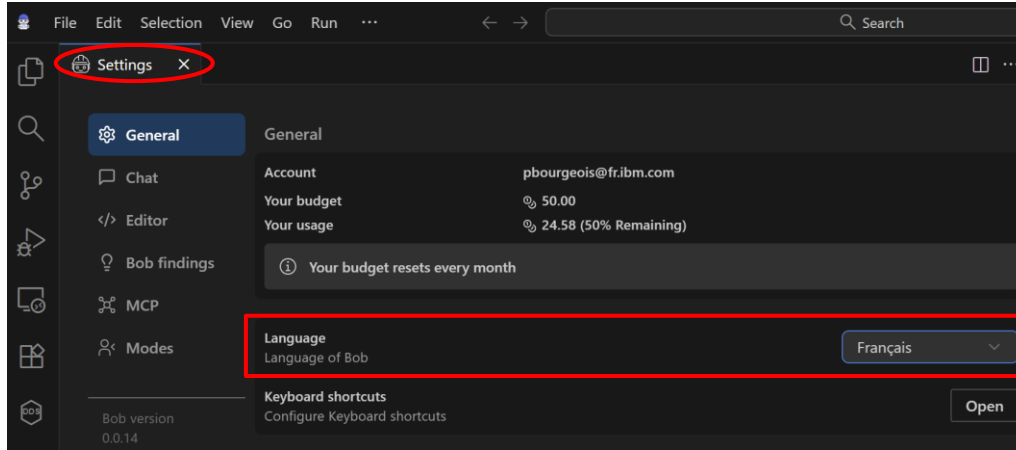 File Edit Selection View Go Run ··· Search
Settings
General
Chat
Editor
Bob findings
MCP
Modes
Bob version
0.0.14
General
Account pbourgeois@fr.ibm.com
Your budget 50.00
Your usage 24.58 (50% Remaining)
Your budget resets every month
Language
Language of Bob
Français
Keyboard shortcuts
Configure Keyboard shortcuts
Open
DDS